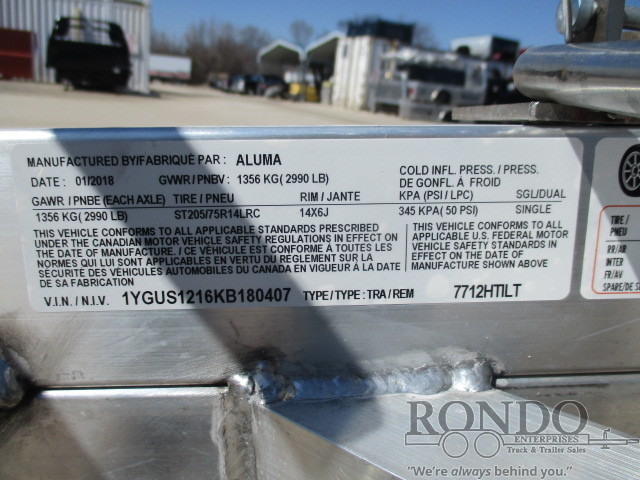 MANUFACTURED BY/FABRIQUÉ PAR : ALUMA
DATE : 01/2018 GVWR / PNBV : 1356 KG( 2990 LB)
GAWR / PNBE (EACH AXLE) TIRE / PNEU RIM / JANTE
1356 KG( 2990 LB) ST205/75R14LRC 14X6J
COLD INFL. PRESS. / PRESS.
DE GONFL. À FROID
KPA (PSI / LPC) SGL/DUAL
345 KPA( 50 PSI) SINGLE
THIS VEHICLE CONFORMS TO ALL APPLICABLE STANDARDS PRESCRIBED
UNDER THE CANADIAN MOTOR VEHICLE SAFETY REGULATIONS IN EFFECT ON
THE DATE OF MANUFACTURE. / CE VÉHICULE EST CONFORME À TOUTES LES
NORMES QUI LUI SONT APPLICABLES EN VERTU DU RÈGLEMENT SUR LA
SÉCURITÉ DES VÉHICULES AUTOMOBILES DU CANADA EN VIGUEUR À LA DATE
DE SA FABRICATION
THIS VEHICLE CONFORMS TO ALL
APPLICABLE U.S. FEDERAL
MOTOR VEHICLE SAFETY
STANDARDS IN EFFECT ON THE
DATE OF MANUFACTURE SHOWN
ABOVE.
V.I.N. / N.I.V. 1YGUS1216KB180407 TYPE / TYPE : TRA / REM 7712HTILT
TIRE /
PNEU
RR/AR
INTER
FR/AV
SPARE/DE
RONDO
ENTERPRISES
Truck & Trailer Sales
"We're always behind you."